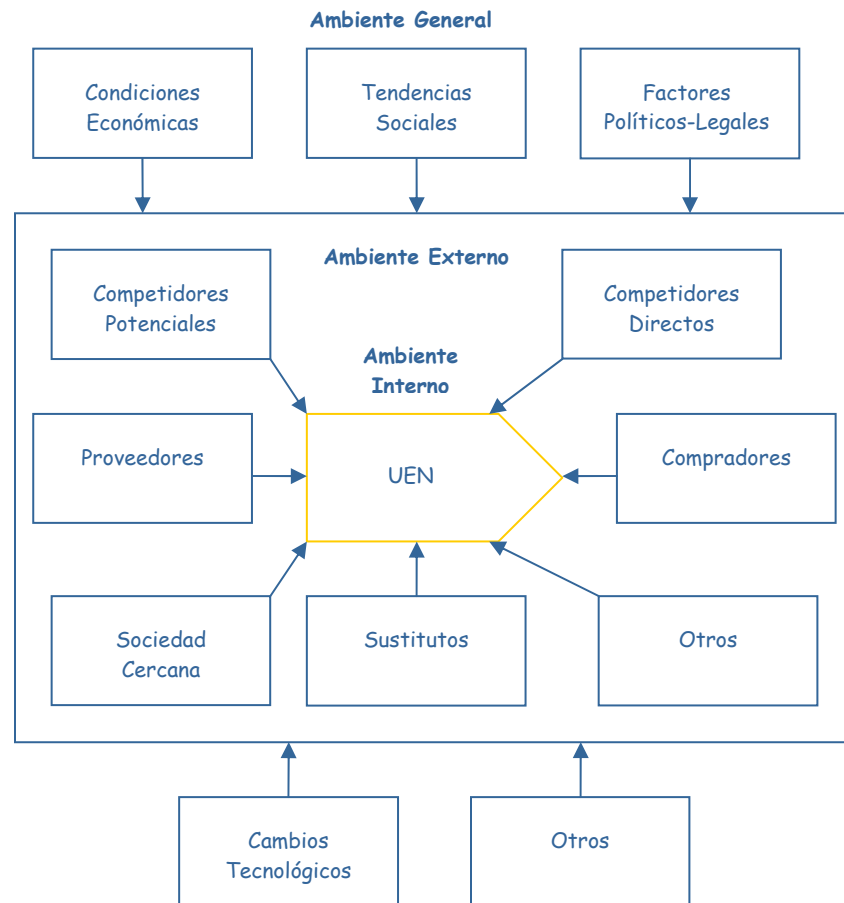 Ambiente General
Condiciones
Económicas
Tendencias
Sociales
Factores
Políticos-Legales
Ambiente Externo
Competidores
Potenciales
Competidores
Directos
Ambiente
Interno
Proveedores
UEN
Compradores
Sociedad
Cercana
Sustitutos
Otros
Cambios
Tecnológicos
Otros